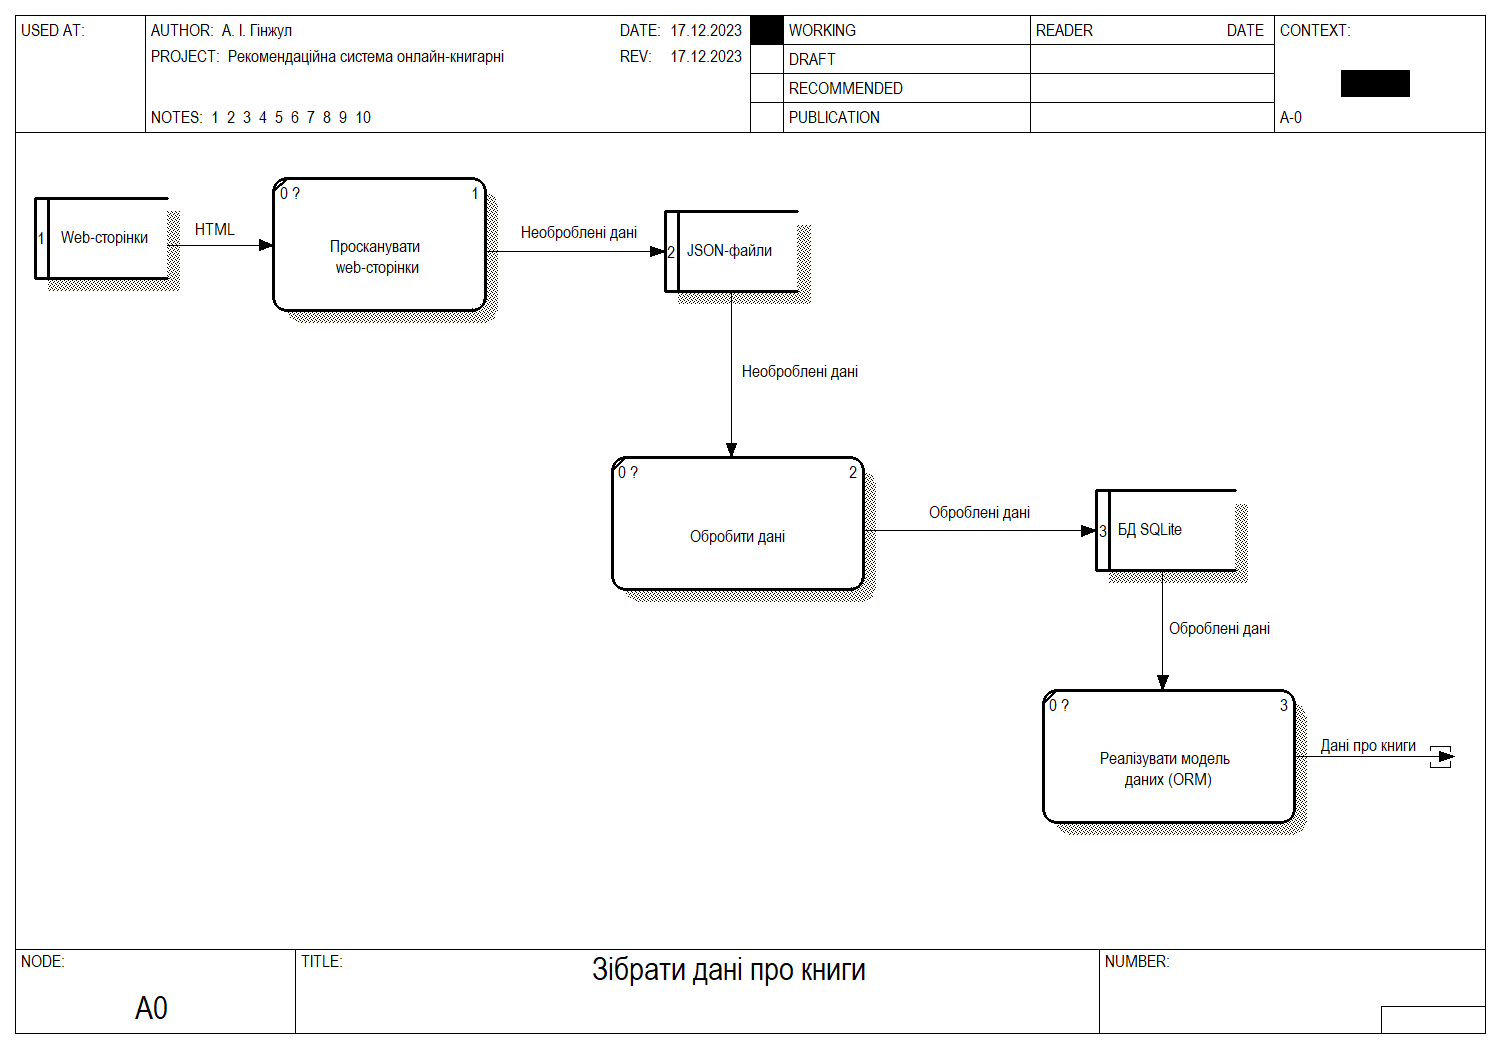 USED AT:
AUTHOR: А. І. Гінжул
DATE: 17.12.2023
PROJECT: Рекомендаційна система онлайн-книгарні
REV: 17.12.2023
NOTES: 1 2 3 4 5 6 7 8 9 10
WORKING
DRAFT
RECOMMENDED
PUBLICATION
READER DATE
CONTEXT:
A-0
1
Web-сторінки
HTML
0 ?
1
Просканувати
web-сторінки
Необроблені дані
2
JSON-файли
Необроблені дані
0 ?
2
Обробити дані
Оброблені дані
3
БД SQLite
Оброблені дані
0 ?
3
Реалізувати модель
даних (ORM)
Дані про книги
NODE:
A0
TITLE:
Зібрати дані про книги
NUMBER: